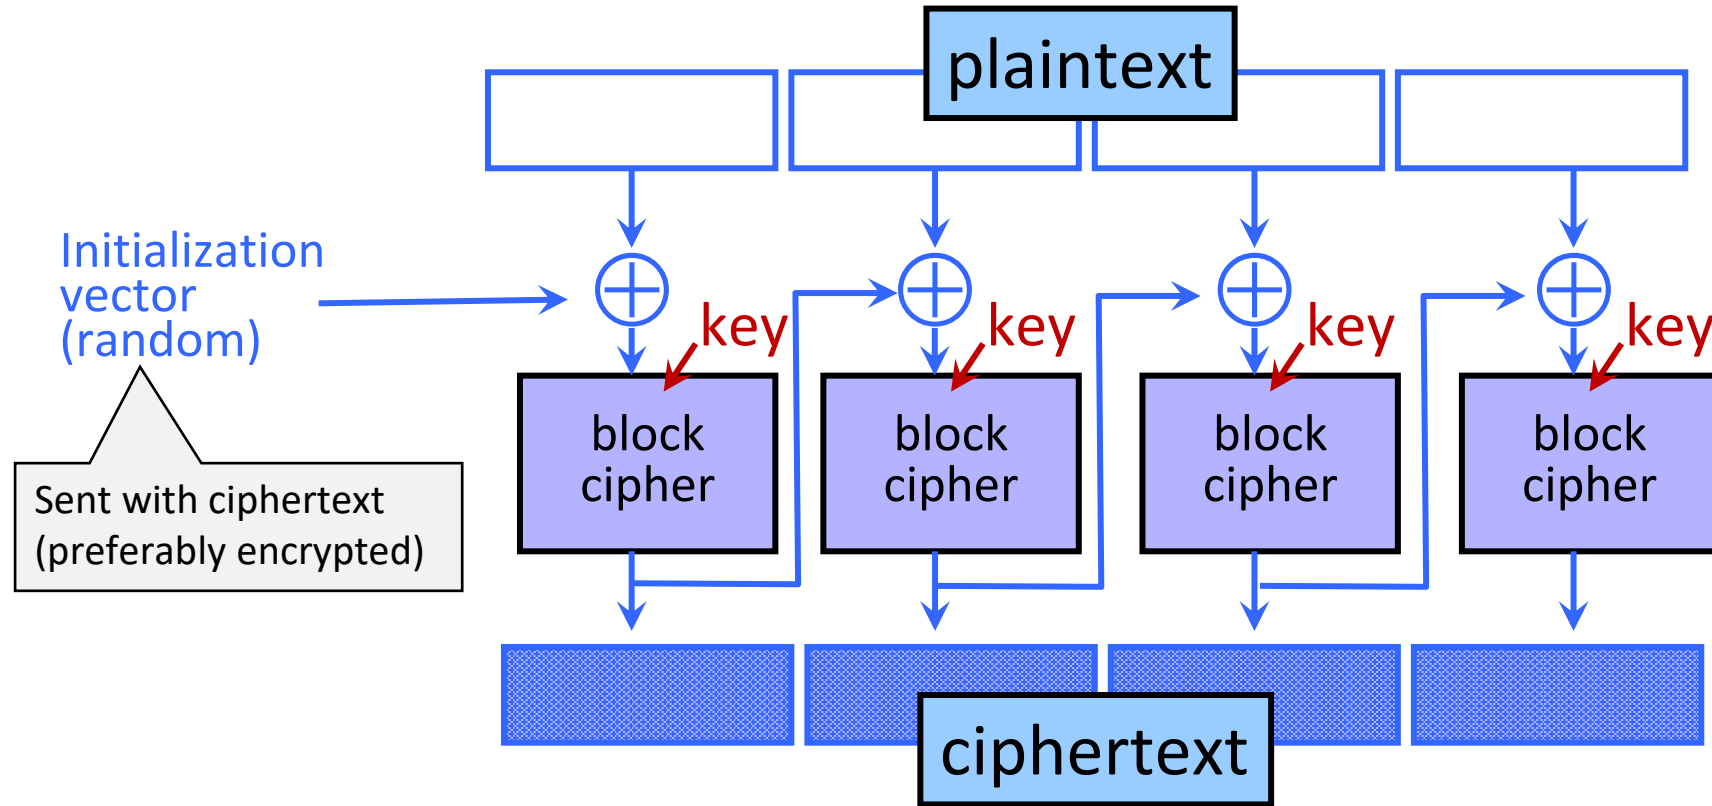 plaintext
Initialization
vector
(random)
key
key
key
key
block
cipher
block
cipher
block
cipher
block
cipher
Sent with ciphertext
(preferably encrypted)
ciphertext